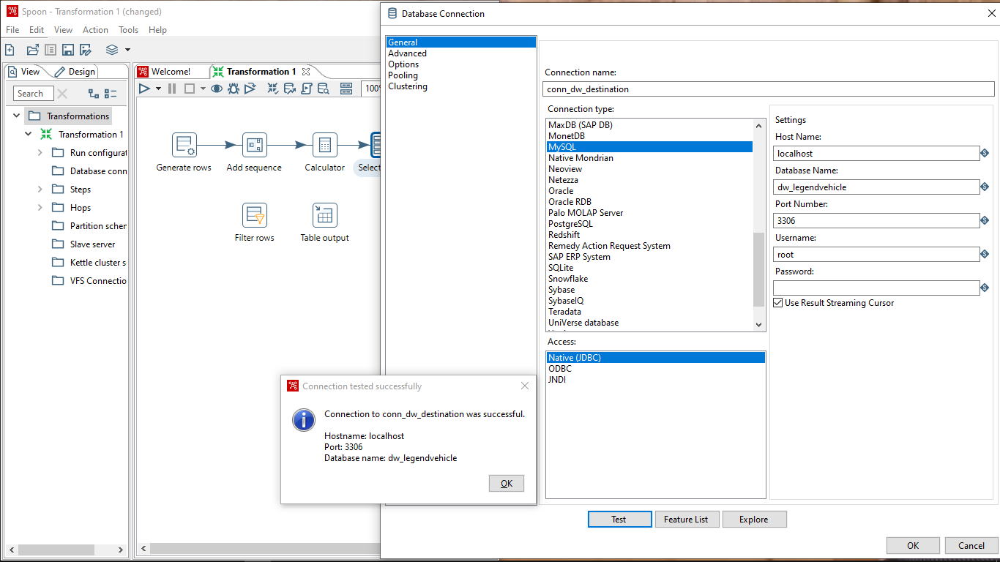 Spoon - Transformation 1 (changed)
File Edit View Action Tools Help
View Design
Search
Transformations
Transformation 1
Run configurat
Database conn
Steps
Hops
Partition scher
Slave server
Kettle cluster s
VFS Connectio
Welcome! Transformation 1
100%
Generate rows Add sequence Calculator Select
Filter rows Table output
Database Connection
General
Advanced
Options
Pooling
Clustering
Connection name:
conn_dw_destination
Connection type:
MaxDB (SAP DB)
MonetDB
MySQL
Native Mondrian
Neoview
Netezza
Oracle
Oracle RDB
Palo MOLAP Server
PostgreSQL
Redshift
Remedy Action Request System
SAP ERP System
SQLite
Snowflake
Sybase
SybaseIQ
Teradata
UniVerse database
Access:
Native (JDBC)
ODBC
JNDI
Settings
Host Name:
localhost
Database Name:
dw_legendvehicle
Port Number:
3306
Username:
root
Password:
Use Result Streaming Cursor
Test Feature List Explore
OK Cancel
Connection tested successfully
Connection to conn_dw_destination was successful.
Hostname: localhost
Port: 3306
Database name: dw_legendvehicle
OK